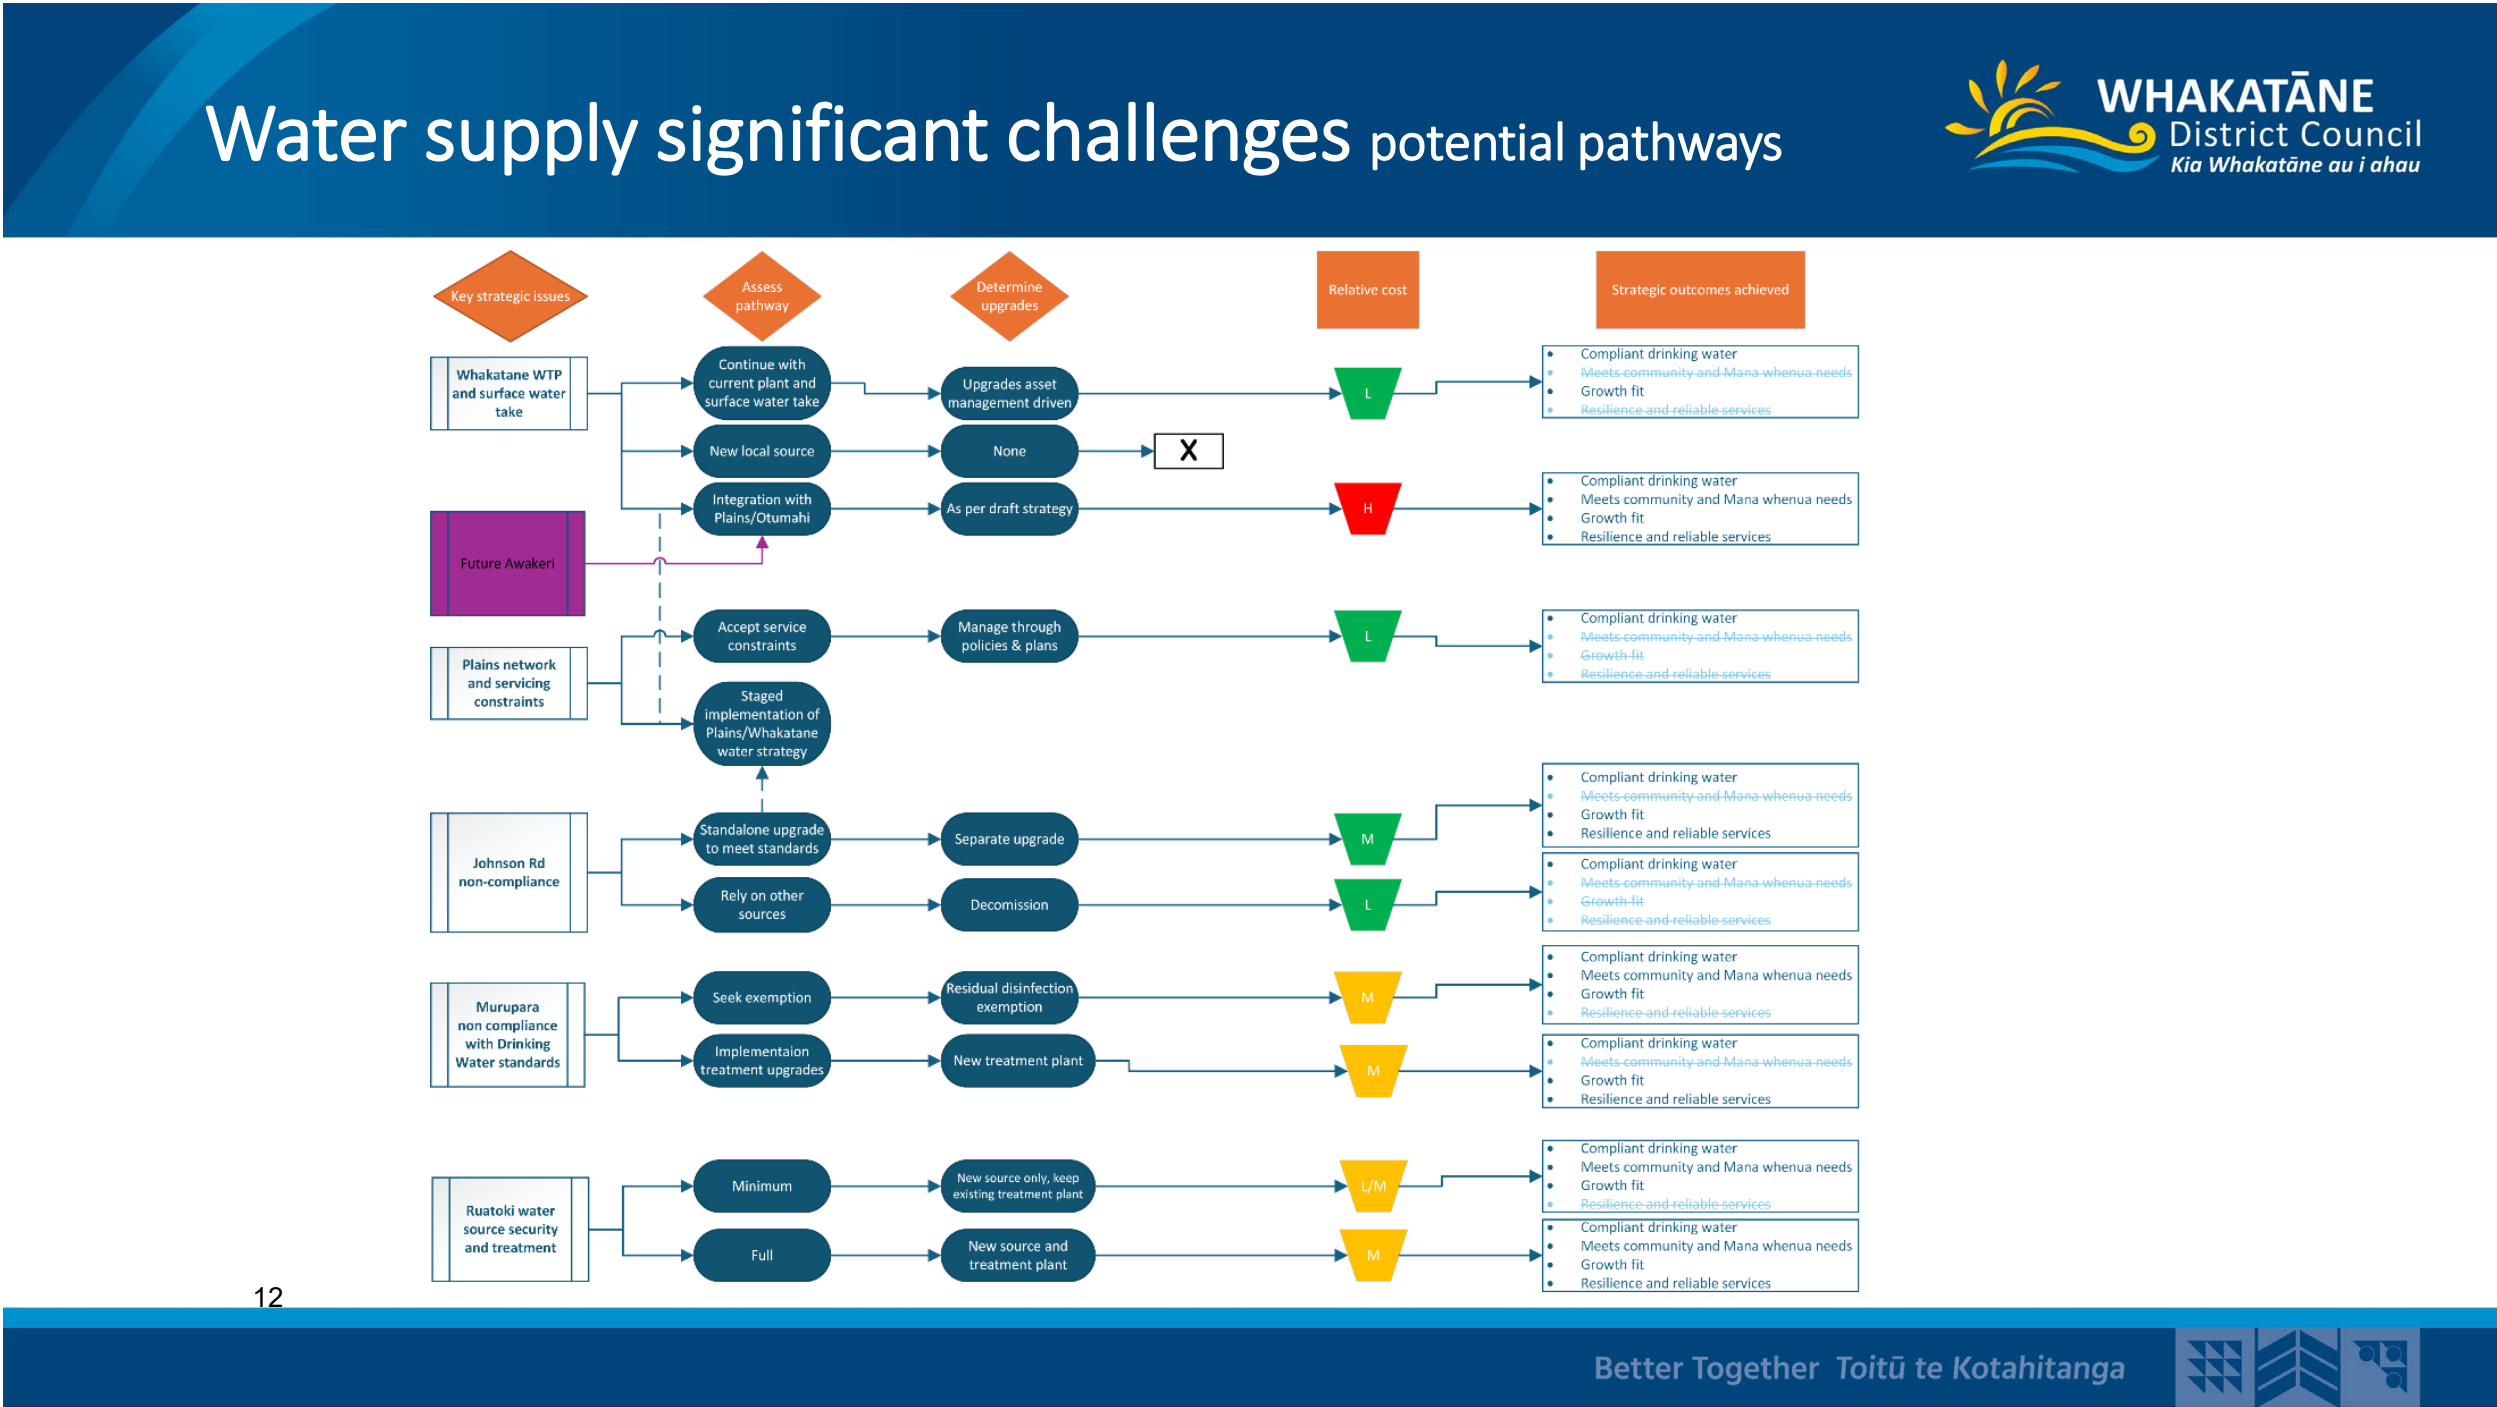 Water supply significant challenges potential pathways
WHAKATĀNE
District Council
Kia Whakatāne au i ahau
Key strategic issues
Assess
pathway
Determine
upgrades
Relative cost
Strategic outcomes achieved
Whakatane WTP
and surface water
take
Continue with
current plant and
surface water take
Upgrades asset
management driven
L
• Compliant drinking water
• Meets community and Mana whenua needs
• Growth fit
• Resilience and reliable services
New local source
None
X
Integration with
Plains/Otumahi
As per draft strategy
H
• Compliant drinking water
• Meets community and Mana whenua needs
• Growth fit
• Resilience and reliable services
Future Awakeri
Plains network
and servicing
constraints
Accept service
constraints
Manage through
policies & plans
L
• Compliant drinking water
• Meets community and Mana whenua needs
• Growth fit
• Resilience and reliable services
Staged
implementation of
Plains/Whakatane
water strategy
Johnson Rd
non-compliance
Standalone upgrade
to meet standards
Separate upgrade
M
• Compliant drinking water
• Meets community and Mana whenua needs
• Growth fit
• Resilience and reliable services
Rely on other
sources
Decomission
L
• Compliant drinking water
• Meets community and Mana whenua needs
• Growth fit
• Resilience and reliable services
Murupara
non compliance
with Drinking
Water standards
Seek exemption
Residual disinfection
exemption
M
• Compliant drinking water
• Meets community and Mana whenua needs
• Growth fit
• Resilience and reliable services
Implementaion
treatment upgrades
New treatment plant
M
• Compliant drinking water
• Meets community and Mana whenua needs
• Growth fit
• Resilience and reliable services
Ruatoki water
source security
and treatment
Minimum
New source only, keep
existing treatment plant
L/M
• Compliant drinking water
• Meets community and Mana whenua needs
• Growth fit
• Resilience and reliable services
Full
New source and
treatment plant
M
• Compliant drinking water
• Meets community and Mana whenua needs
• Growth fit
• Resilience and reliable services
12
Better Together Toitū te Kotahitanga